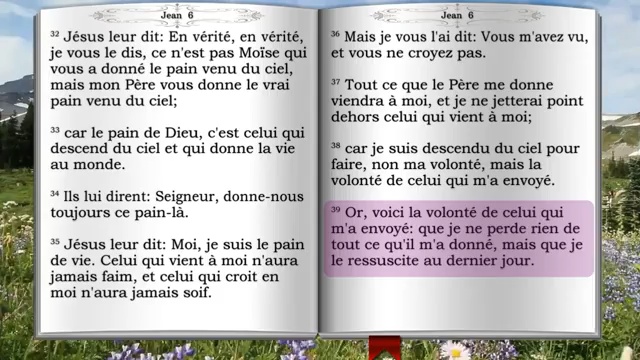 Jean 6
32 Jésus leur dit: En vérité, en vérité,
je vous le dis, ce n'est pas Moïse qui
vous a donné le pain venu du ciel,
mais mon Père vous donne le vrai
pain venu du ciel;
33 car le pain de Dieu, c'est celui qui
descend du ciel et qui donne la vie
au monde.
34 Ils lui dirent: Seigneur, donne-nous
toujours ce pain-là.
35 Jésus leur dit: Moi, je suis le pain
de vie. Celui qui vient à moi n'aura
jamais faim, et celui qui croit en
moi n'aura jamais soif.
Jean 6
36 Mais je vous l'ai dit: Vous m'avez vu,
et vous ne croyez pas.
37 Tout ce que le Père me donne
viendra à moi, et je ne jetterai point
dehors celui qui vient à moi;
38 car je suis descendu du ciel pour
faire, non ma volonté, mais la
volonté de celui qui m'a envoyé.
39 Or, voici la volonté de celui qui
m'a envoyé: que je ne perde rien de
tout ce qu'il m'a donné, mais que je
le ressuscite au dernier jour.